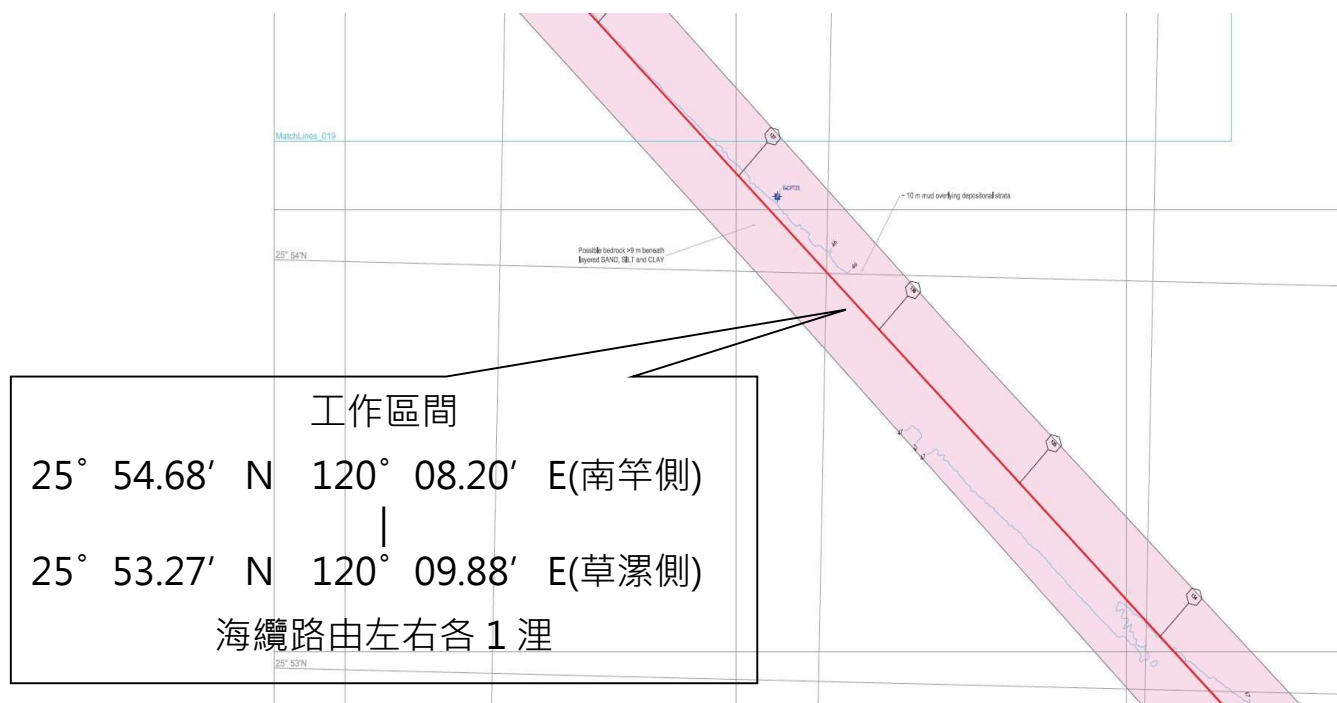 MatchLines_019
~ 10 m mud overlying depositional strata
Possible bedrock >9 m beneath
layered SAND, SILT and CLAY
25° 54'N
工作區間
25° 54.68′ N 120° 08.20′ E(南竿側)
|
25° 53.27′ N 120° 09.88′ E(草漯側)
海纜路由左右各 1 浬
25° 53'N